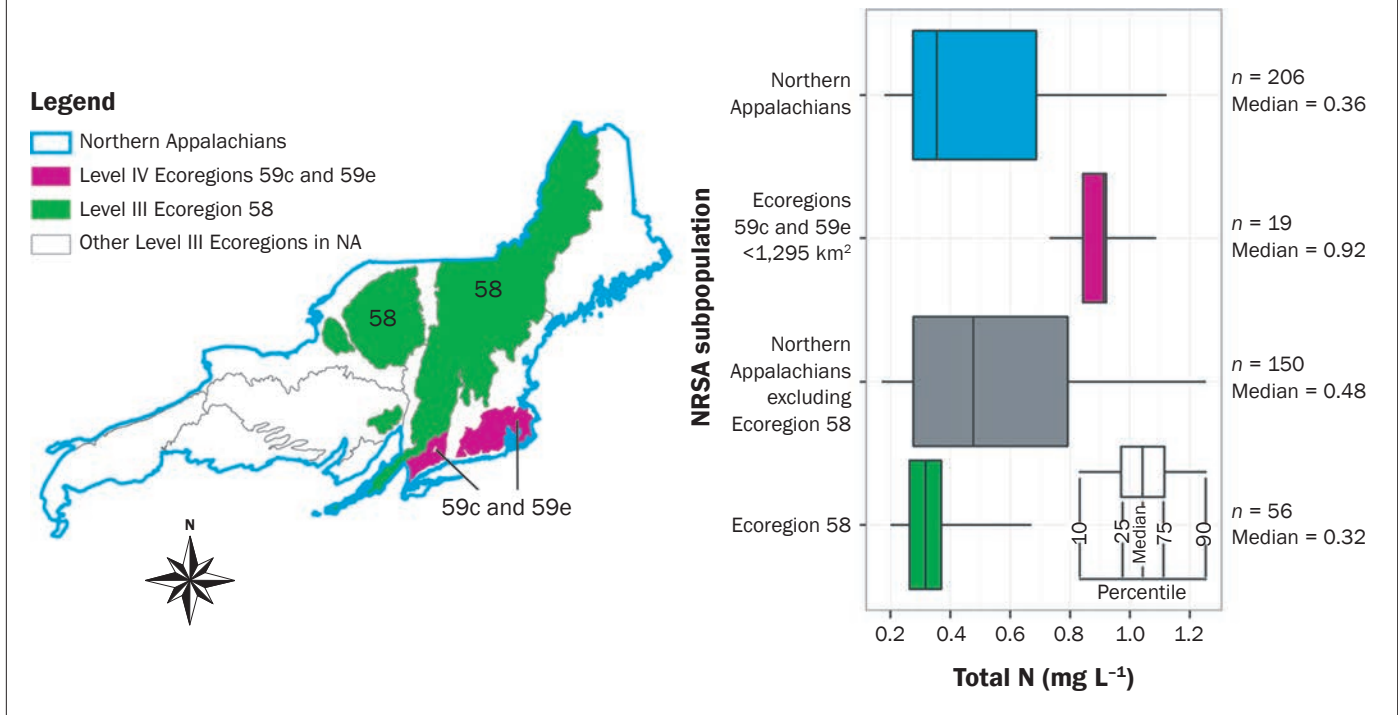 Legend
Northern Appalachians
Level IV Ecoregions 59c and 59e
Level III Ecoregion 58
Other Level III Ecoregions in NA
58
58
59c and 59e
N
NRSA subpopulation
Northern
Appalachians
n = 206
Median = 0.36
Ecoregions
59c and 59e
<1,295 km²
n = 19
Median = 0.92
Northern
Appalachians
excluding
Ecoregion 58
n = 150
Median = 0.48
Ecoregion 58
n = 56
Median = 0.32
10
25
Median
75
90
Percentile
0.2 0.4 0.6 0.8 1.0 1.2
Total N (mg L⁻¹)